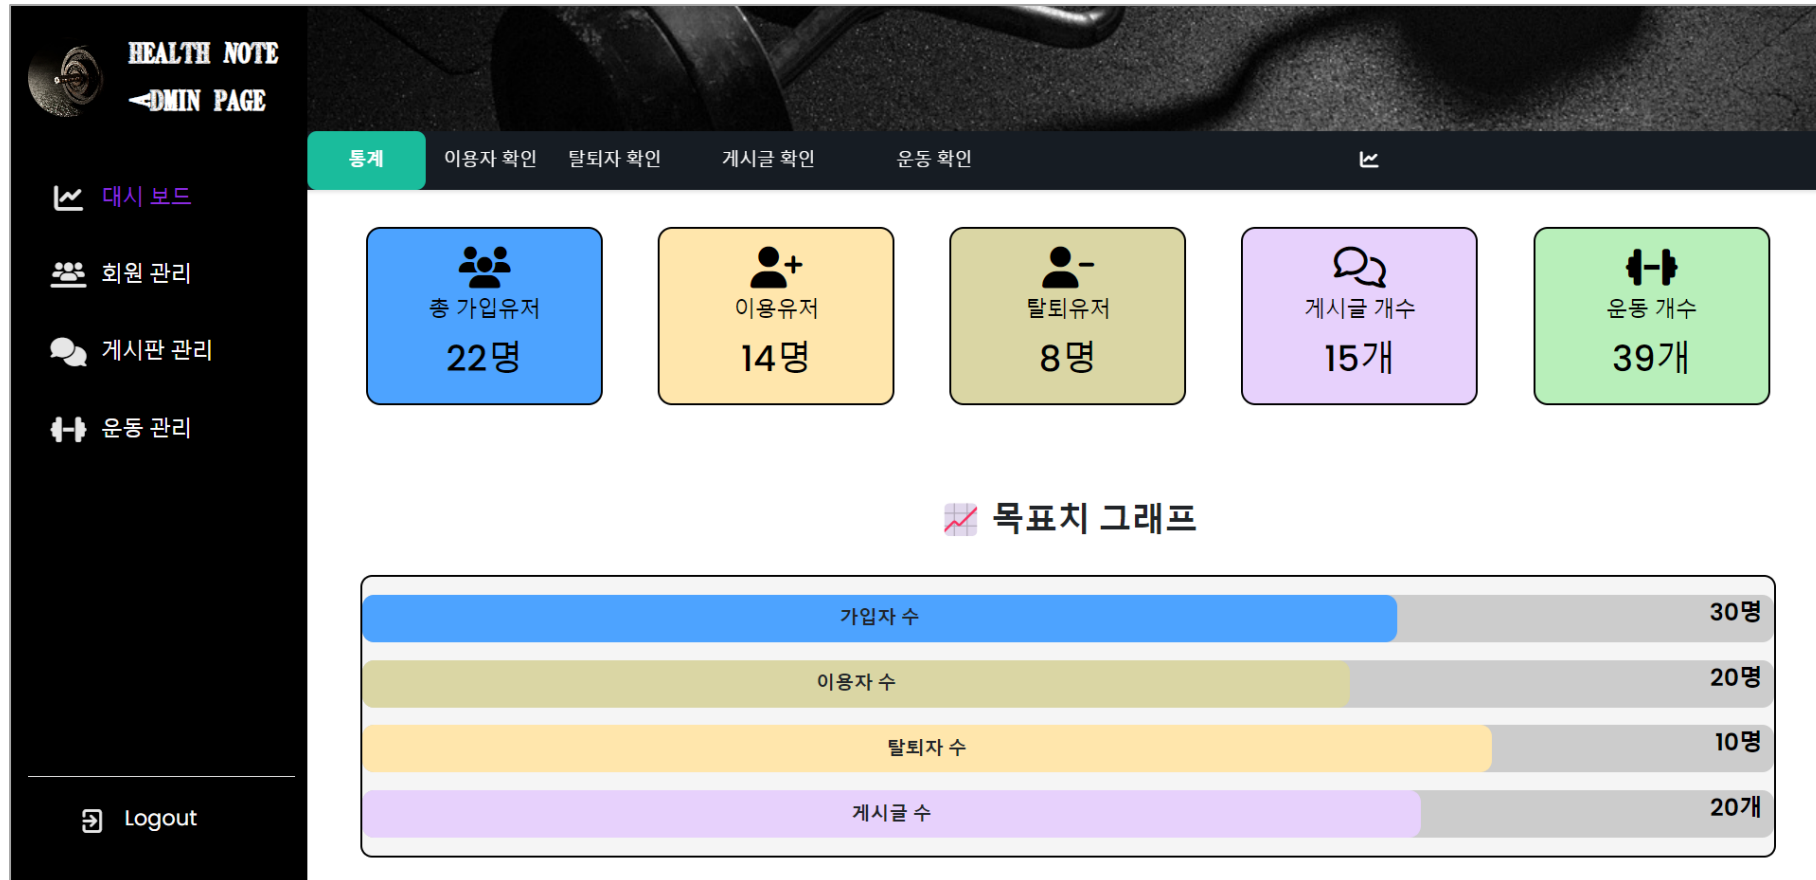 HEALTH NOTE
ADMIN PAGE
대시 보드
회원 관리
게시판 관리
운동 관리
Logout
통계 이용자 확인 탈퇴자 확인 게시글 확인 운동 확인
총 가입유저
22명
이용유저
14명
탈퇴유저
8명
게시글 개수
15개
운동 개수
39개
목표치 그래프
가입자 수 30명
이용자 수 20명
탈퇴자 수 10명
게시글 수 20개